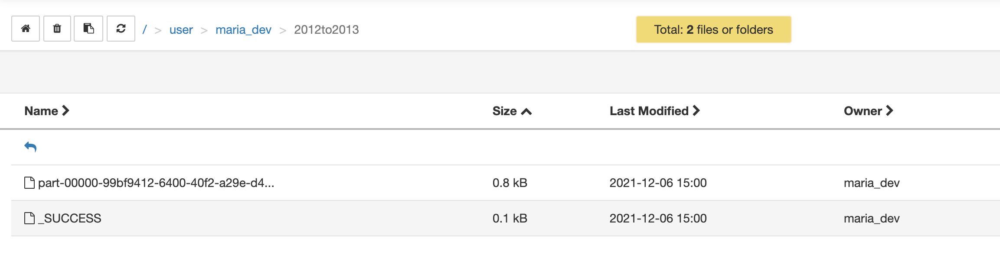 / > user > maria_dev > 2012to2013 Total: 2 files or folders
Name Size Last Modified Owner
part-00000-99bf9412-6400-40f2-a29e-d4... 0.8 kB 2021-12-06 15:00 maria_dev
_SUCCESS 0.1 kB 2021-12-06 15:00 maria_dev